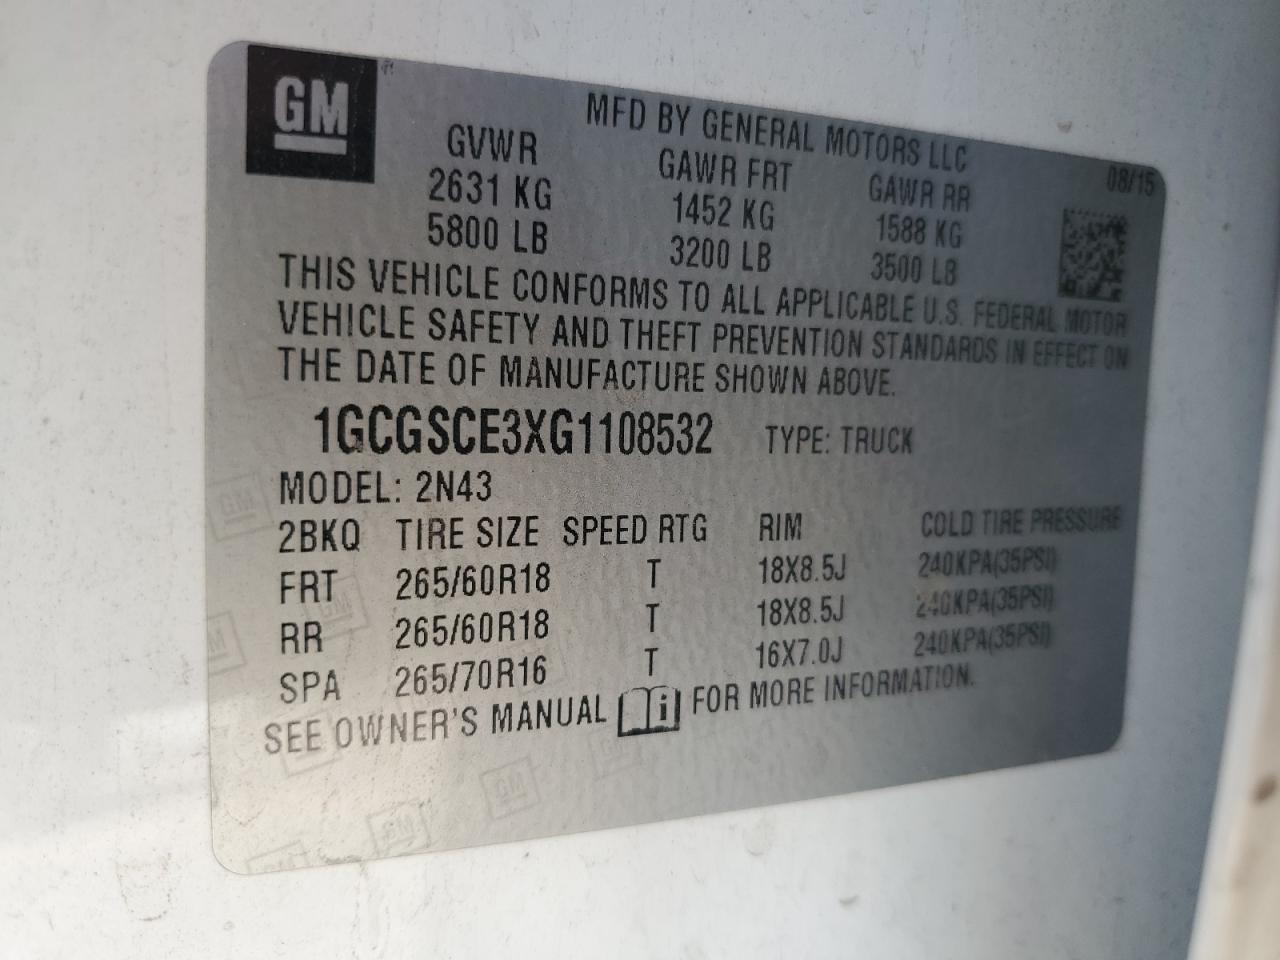 GM
MFD BY GENERAL MOTORS LLC
08/15
GVWR GAWR FRT GAWR RR
2631 KG 1452 KG 1588 KG
5800 LB 3200 LB 3500 LB
THIS VEHICLE CONFORMS TO ALL APPLICABLE U.S. FEDERAL MOTOR
VEHICLE SAFETY AND THEFT PREVENTION STANDARDS IN EFFECT ON
THE DATE OF MANUFACTURE SHOWN ABOVE.
1GCGSCE3XG1108532 TYPE: TRUCK
MODEL: 2N43
2BKQ TIRE SIZE SPEED RTG RIM COLD TIRE PRESSURE
FRT 265/60R18 T 18X8.5J 240KPA(35PSI)
RR 265/60R18 T 18X8.5J 240KPA(35PSI)
SPA 265/70R16 T 16X7.0J 240KPA(35PSI)
SEE OWNER'S MANUAL i FOR MORE INFORMATION.